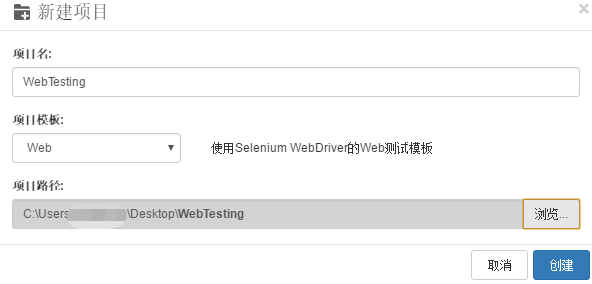 新建项目
×
项目名:
WebTesting
项目模板:
Web
使用Selenium WebDriver的Web测试模板
项目路径:
C:\Users \Desktop\WebTesting
浏览...
取消
创建